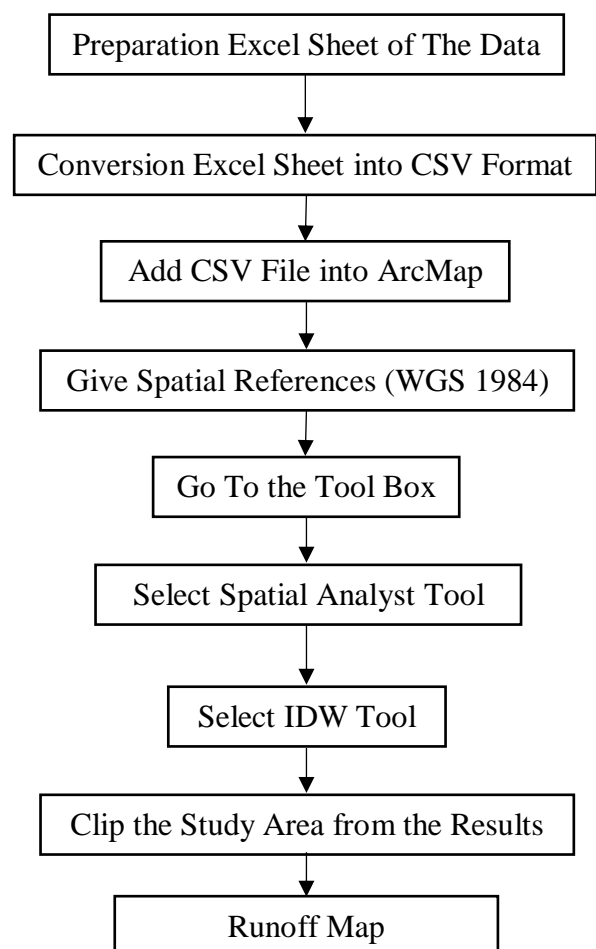 Preparation Excel Sheet of The Data
Conversion Excel Sheet into CSV Format
Add CSV File into ArcMap
Give Spatial References (WGS 1984)
Go To the Tool Box
Select Spatial Analyst Tool
Select IDW Tool
Clip the Study Area from the Results
Runoff Map